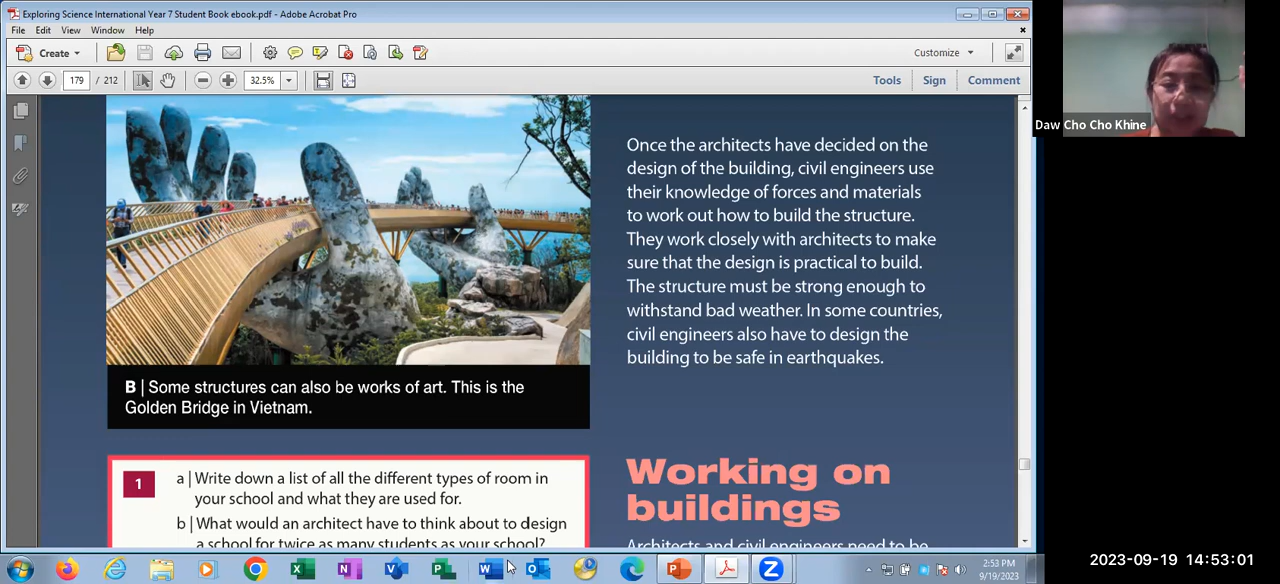 Exploring Science International Year 7 Student Book ebook.pdf - Adobe Acrobat Pro
File Edit View Window Help
Create
Customize
179 / 212
32.5%
Tools Sign Comment
B | Some structures can also be works of art. This is the
Golden Bridge in Vietnam.
1
a | Write down a list of all the different types of room in
your school and what they are used for.
b | What would an architect have to think about to design
a school for twice as many students as your school?
Once the architects have decided on the
design of the building, civil engineers use
their knowledge of forces and materials
to work out how to build the structure.
They work closely with architects to make
sure that the design is practical to build.
The structure must be strong enough to
withstand bad weather. In some countries,
civil engineers also have to design the
building to be safe in earthquakes.
Working on
buildings
Architects and civil engineers need to be
Daw Cho Cho Khine
2:53 PM
9/19/2023
2023-09-19 14:53:01